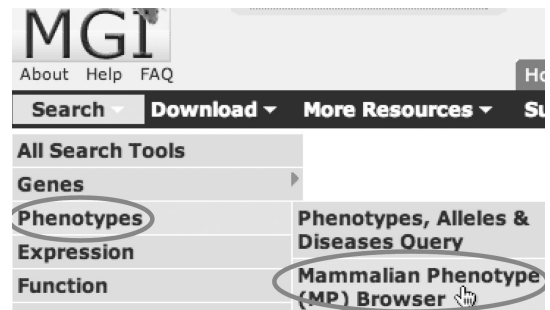 MGI
About Help FAQ
Search Download More Resources
All Search Tools
Genes
Phenotypes
Phenotypes, Alleles &
Diseases Query
Expression
Mammalian Phenotype
(MP) Browser
Function